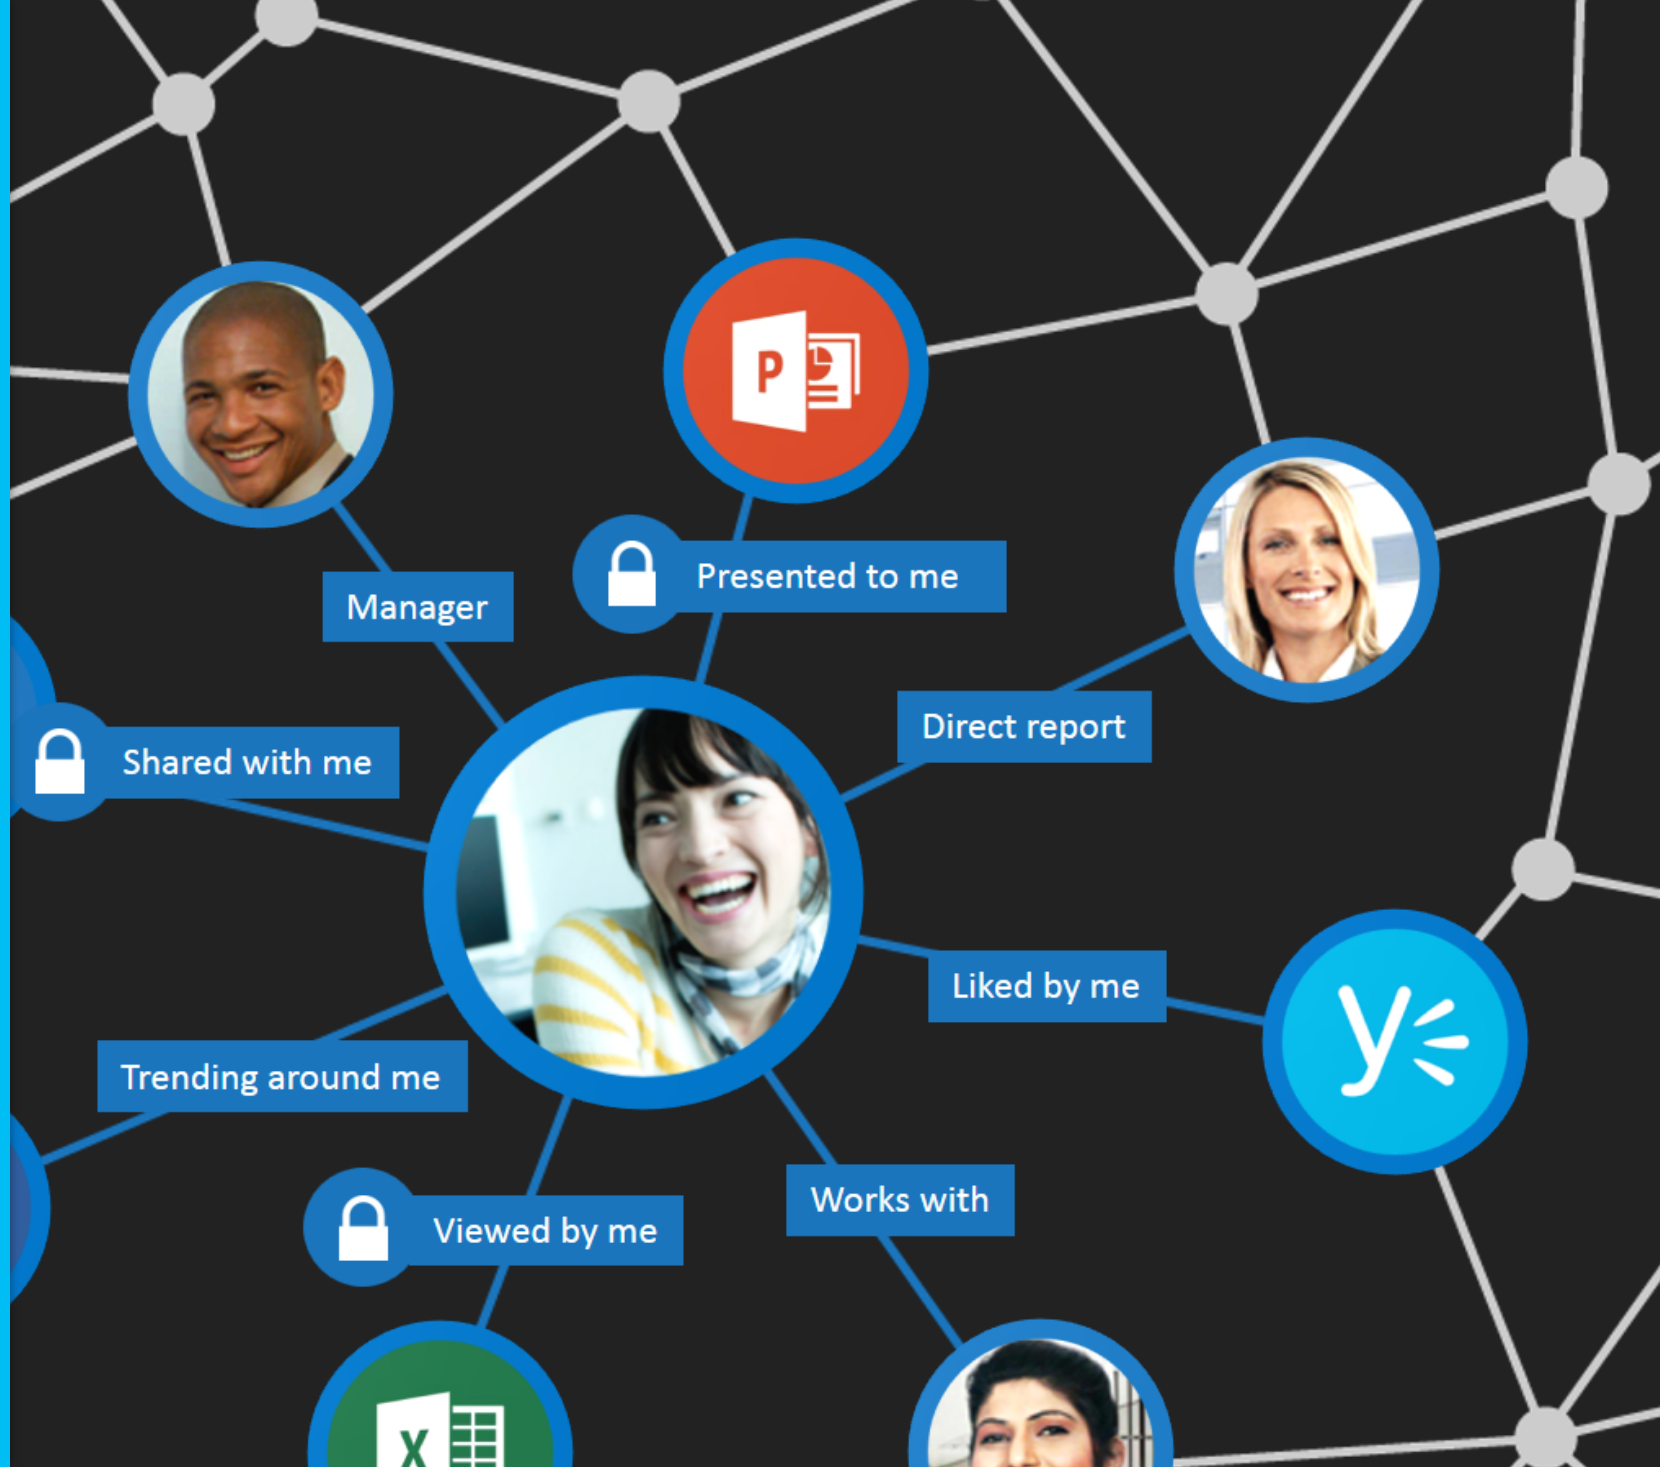 P
Presented to me
Manager
Direct report
Shared with me
Liked by me
y
Trending around me
Works with
Viewed by me
X